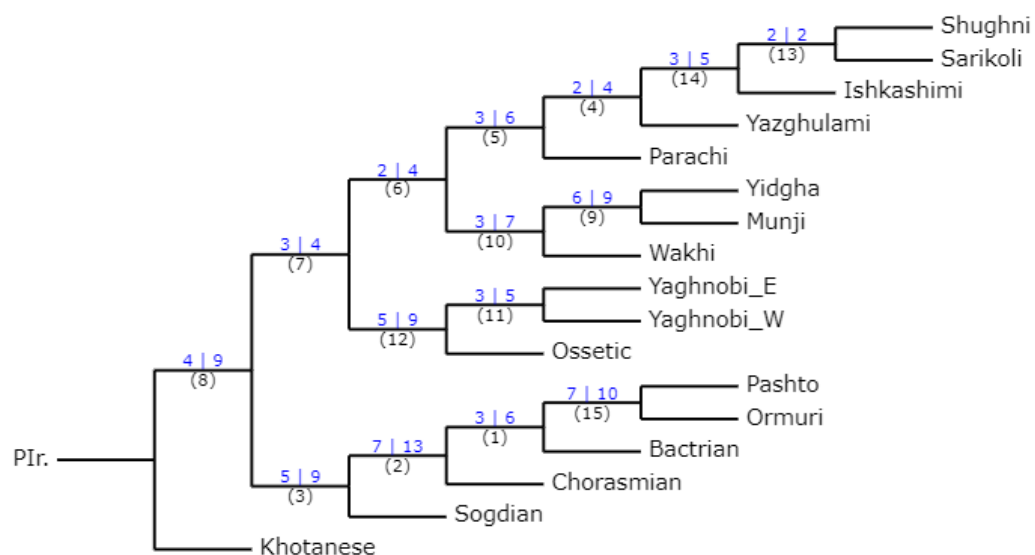 Shughni
2 | 2
(13)
Sarikoli
3 | 5
(14)
Ishkashimi
2 | 4
(4)
Yazghulami
3 | 6
(5)
Parachi
2 | 4
(6)
Yidgha
6 | 9
(9)
Munji
3 | 7
(10)
Wakhi
3 | 4
(7)
Yaghnobi_E
3 | 5
(11)
Yaghnobi_W
5 | 9
(12)
Ossetic
4 | 9
(8)
Pashto
7 | 10
(15)
Ormuri
3 | 6
(1)
Bactrian
7 | 13
(2)
Chorasmian
PIr.
5 | 9
(3)
Sogdian
Khotanese